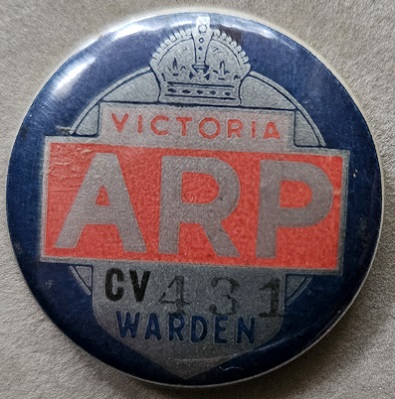 VICTORIA
ARP
CV 431
WARDEN